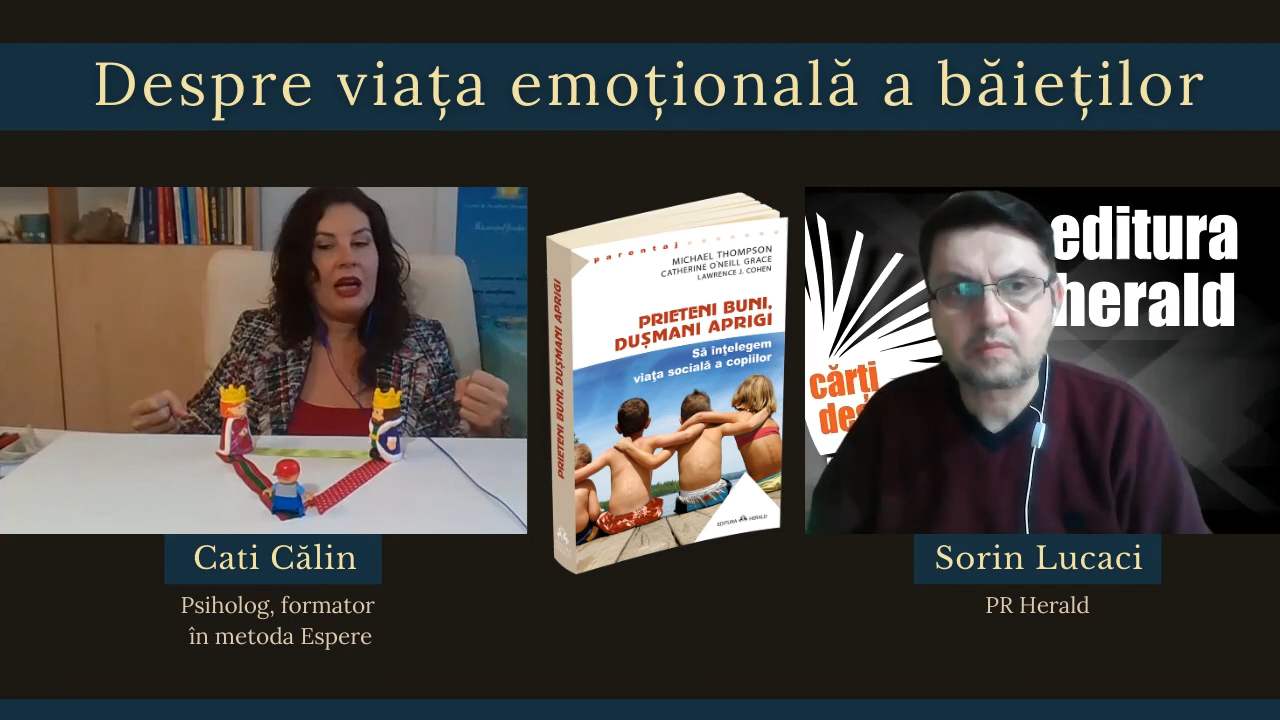 Despre viața emoțională a băieților
parentaj
MICHAEL THOMPSON
CATHERINE O'NEILL GRACE
LAWRENCE J. COHEN
PRIETENI BUNI,
DUȘMANI APRIGI
Să înțelegem
viața socială a copiilor
EDITURA HERALD
PRIETENI BUNI, DUȘMANI APRIGI
editura
herald
cărți
des
Cati Călin
Psiholog, formator
în metoda Espere
Sorin Lucaci
PR Herald